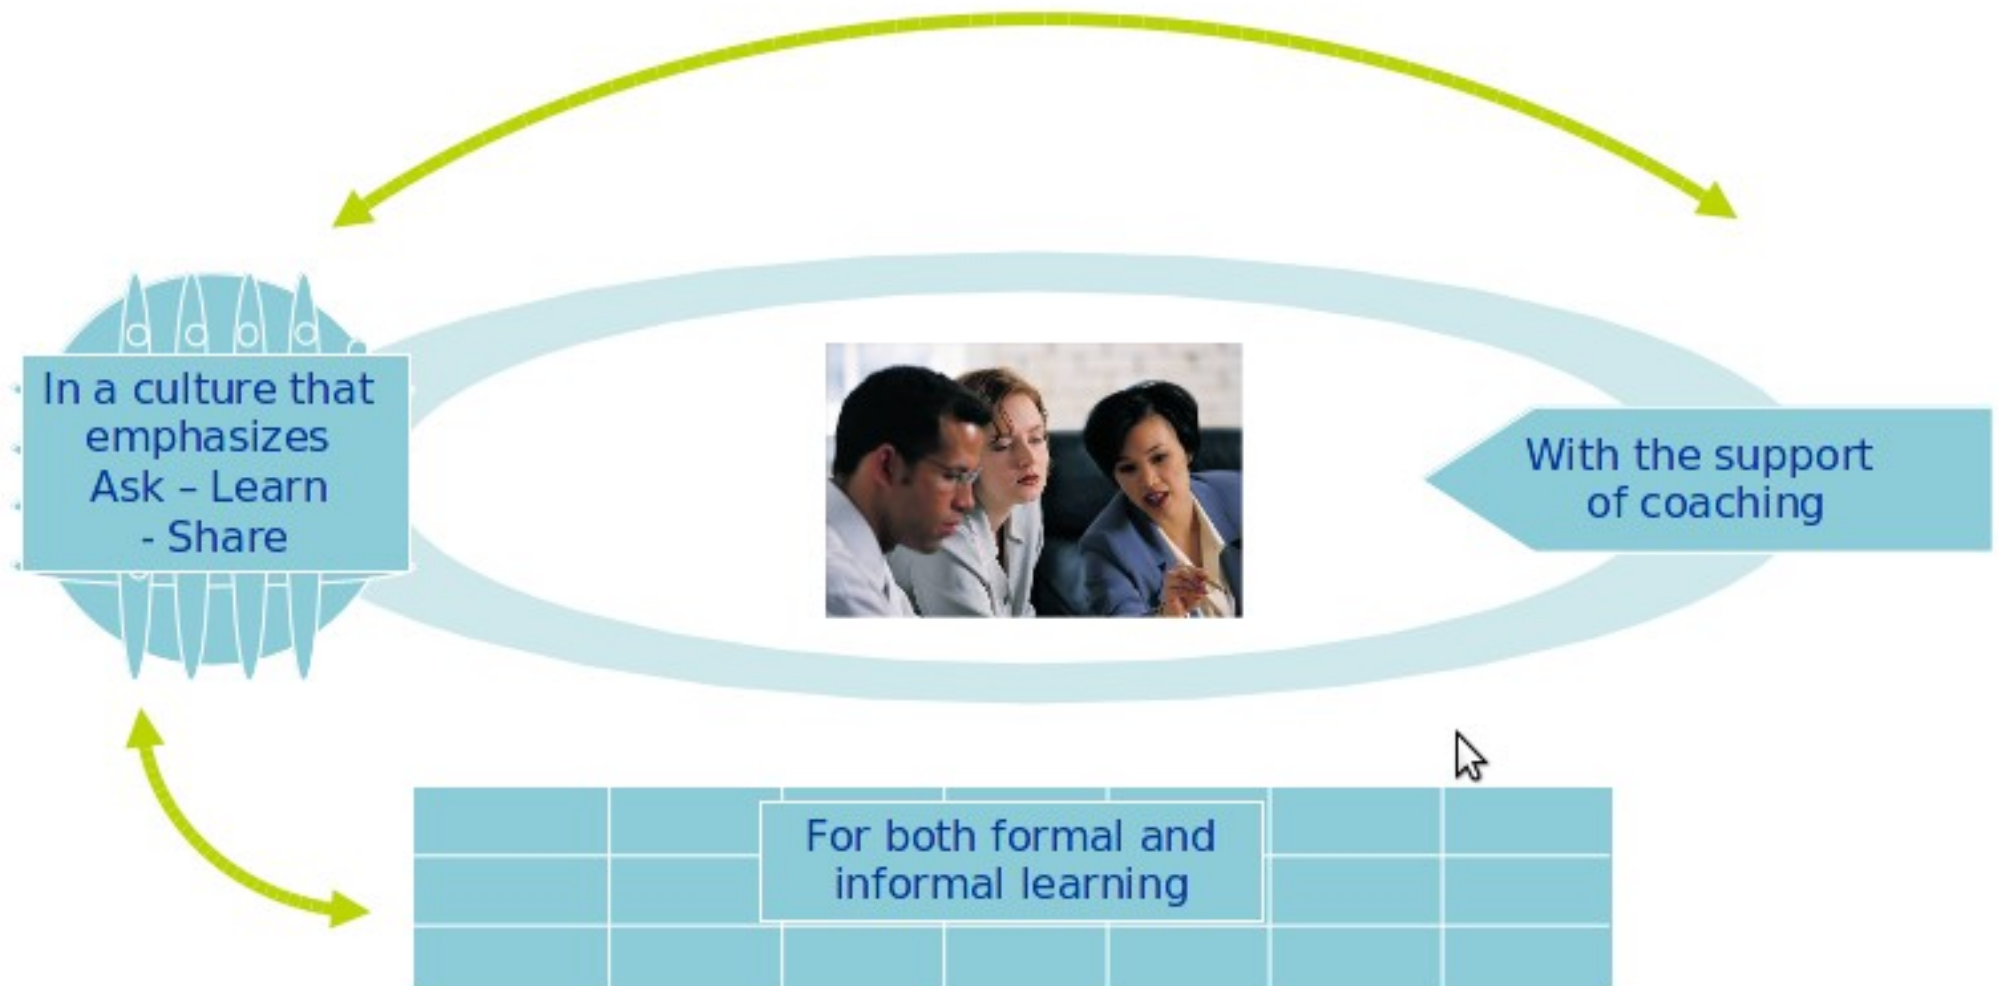 In a culture that
emphasizes
Ask – Learn
- Share
With the support
of coaching
For both formal and
informal learning